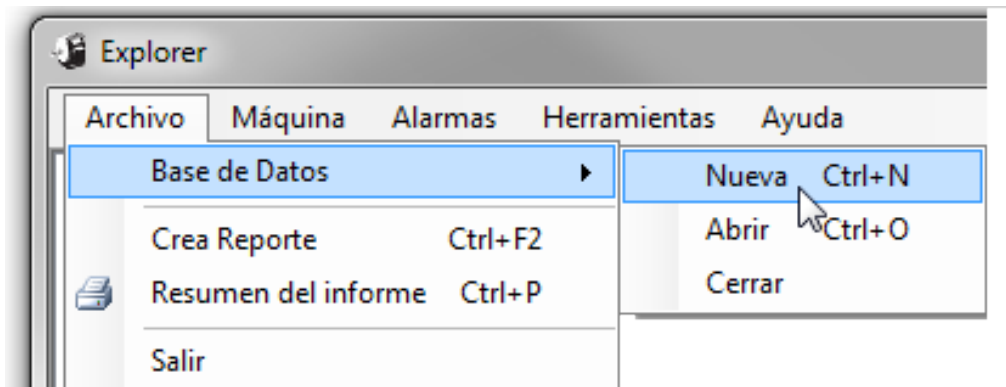 Explorer
Archivo Máquina Alarmas Herramientas Ayuda
Base de Datos
Nueva Ctrl+N
Crea Reporte Ctrl+F2
Abrir Ctrl+O
Resumen del informe Ctrl+P
Cerrar
Salir